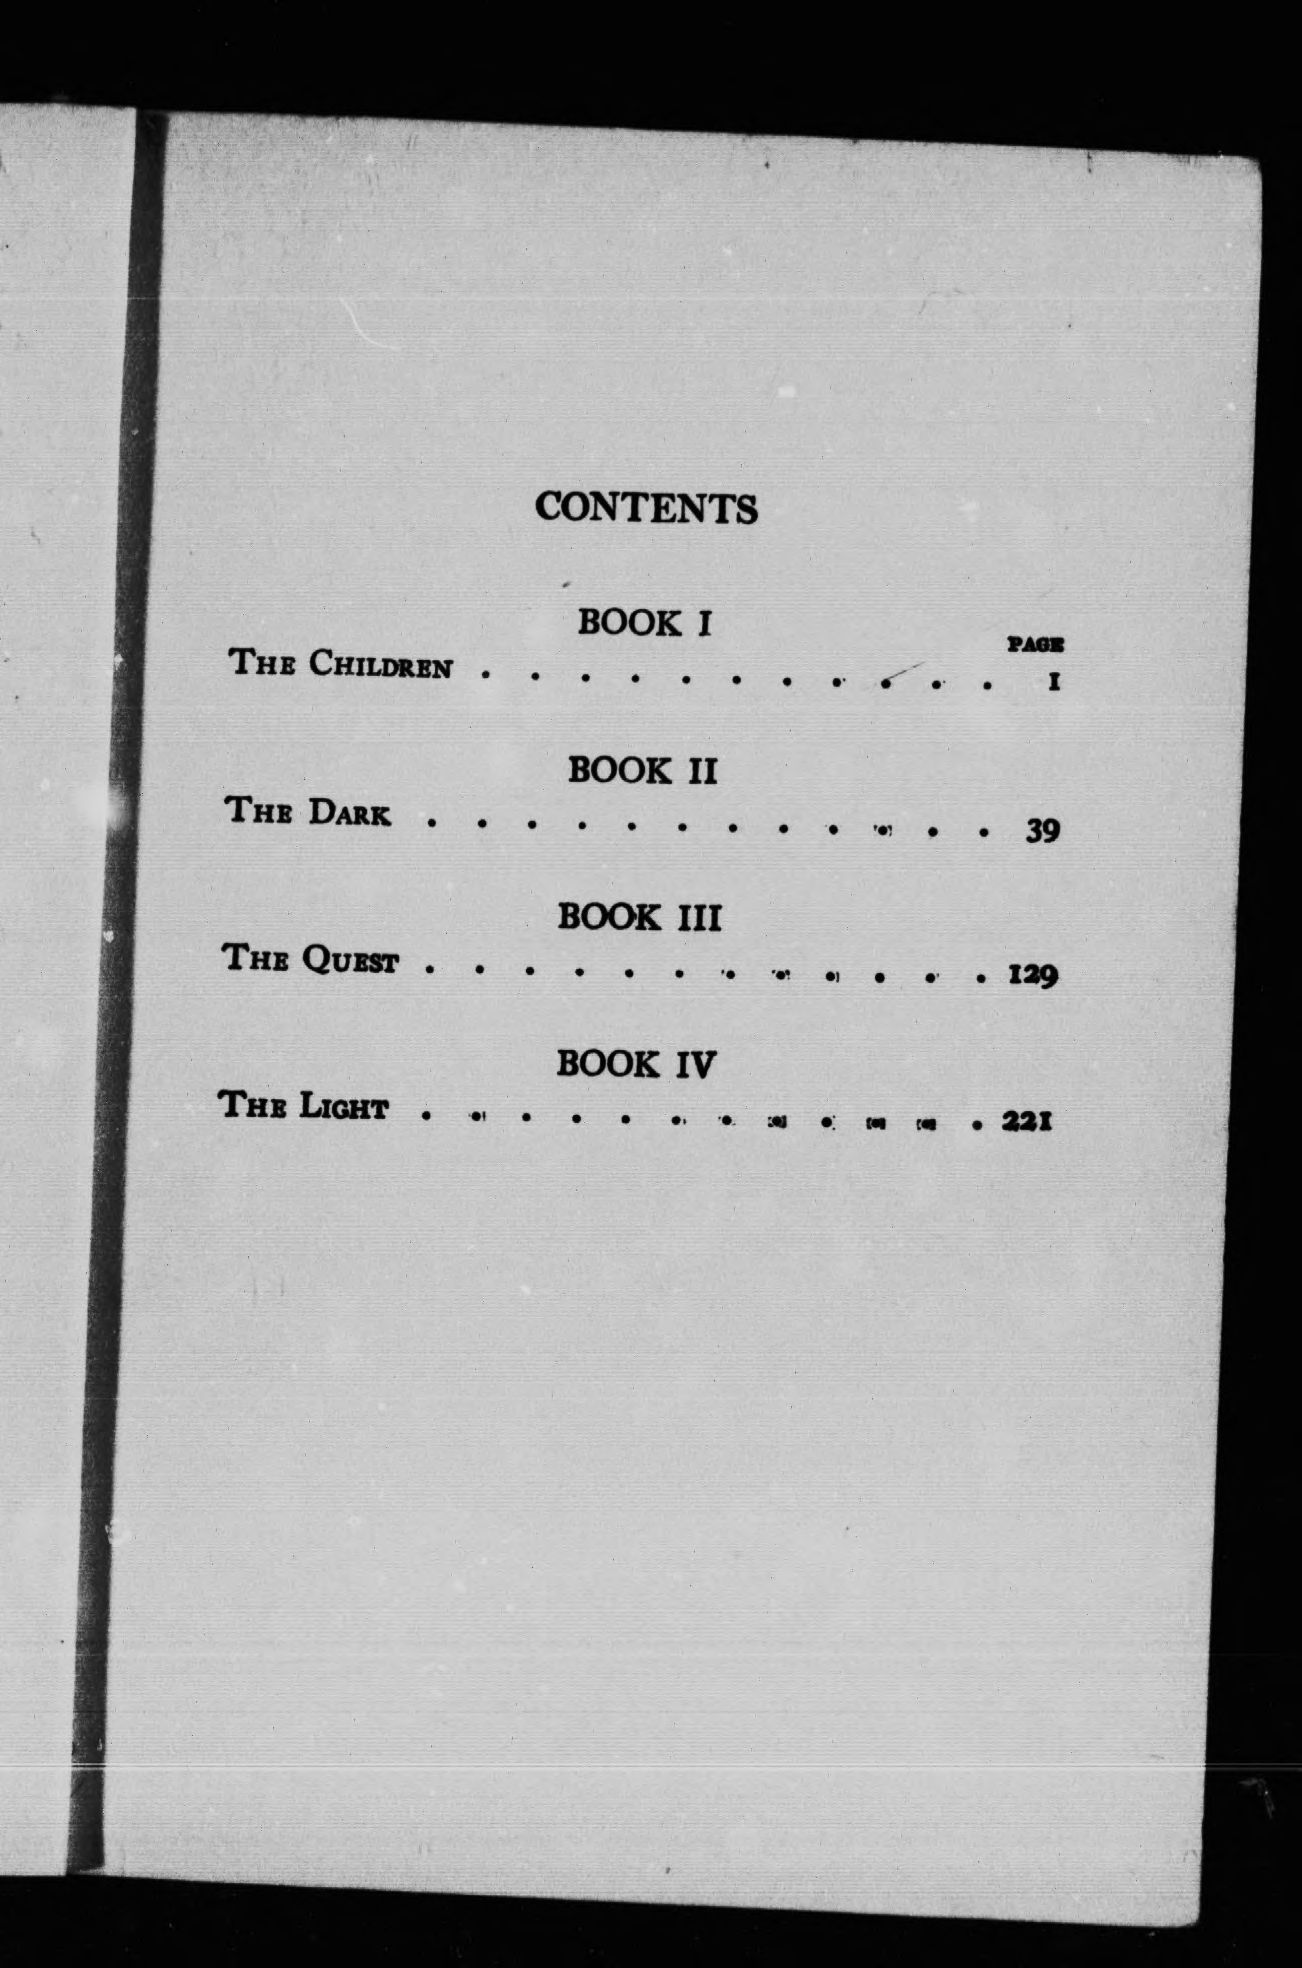 CONTENTS
BOOK I
PAGE
The Children . . . . . . . . . . . 1
BOOK II
The Dark . . . . . . . . . . . . 39
BOOK III
The Quest . . . . . . . . . . . . 129
BOOK IV
The Light . . . . . . . . . . . . 221